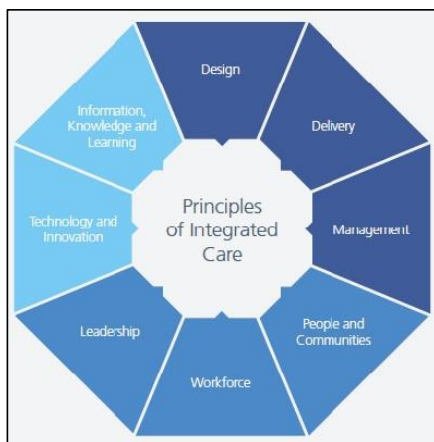 Design
Delivery
Management
People and
Communities
Workforce
Leadership
Technology and
Innovation
Information,
Knowledge and
Learning
Principles
of Integrated
Care